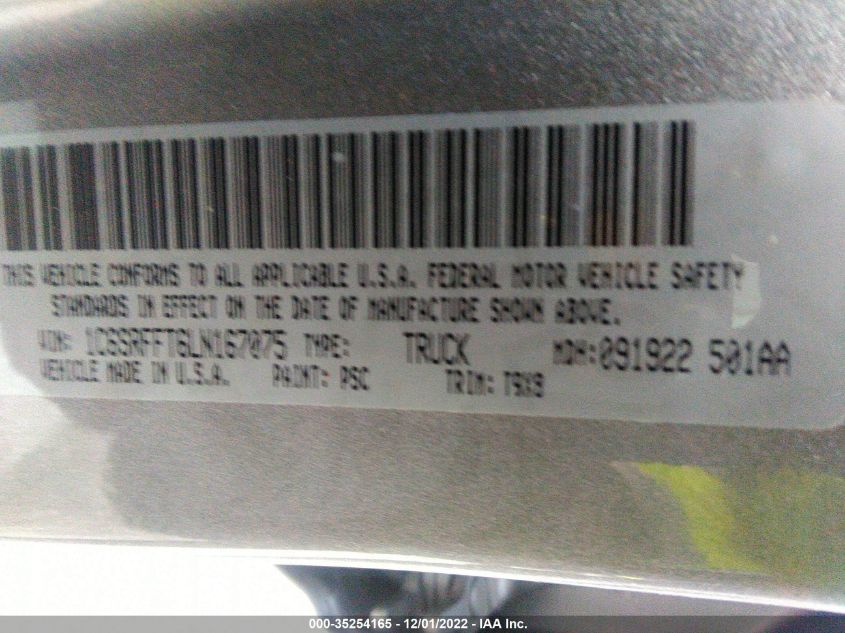 THIS VEHICLE CONFORMS TO ALL APPLICABLE U.S.A. FEDERAL MOTOR VEHICLE SAFETY
STANDARDS IN EFFECT ON THE DATE OF MANUFACTURE SHOWN ABOVE.
VIN: 1C6SRFFT6LN167075 TYPE: TRUCK MDH:091922 501AA
VEHICLE MADE IN U.S.A. PAINT: PSC TRIM: T9X9
000-35254165 - 12/01/2022 - IAA Inc.